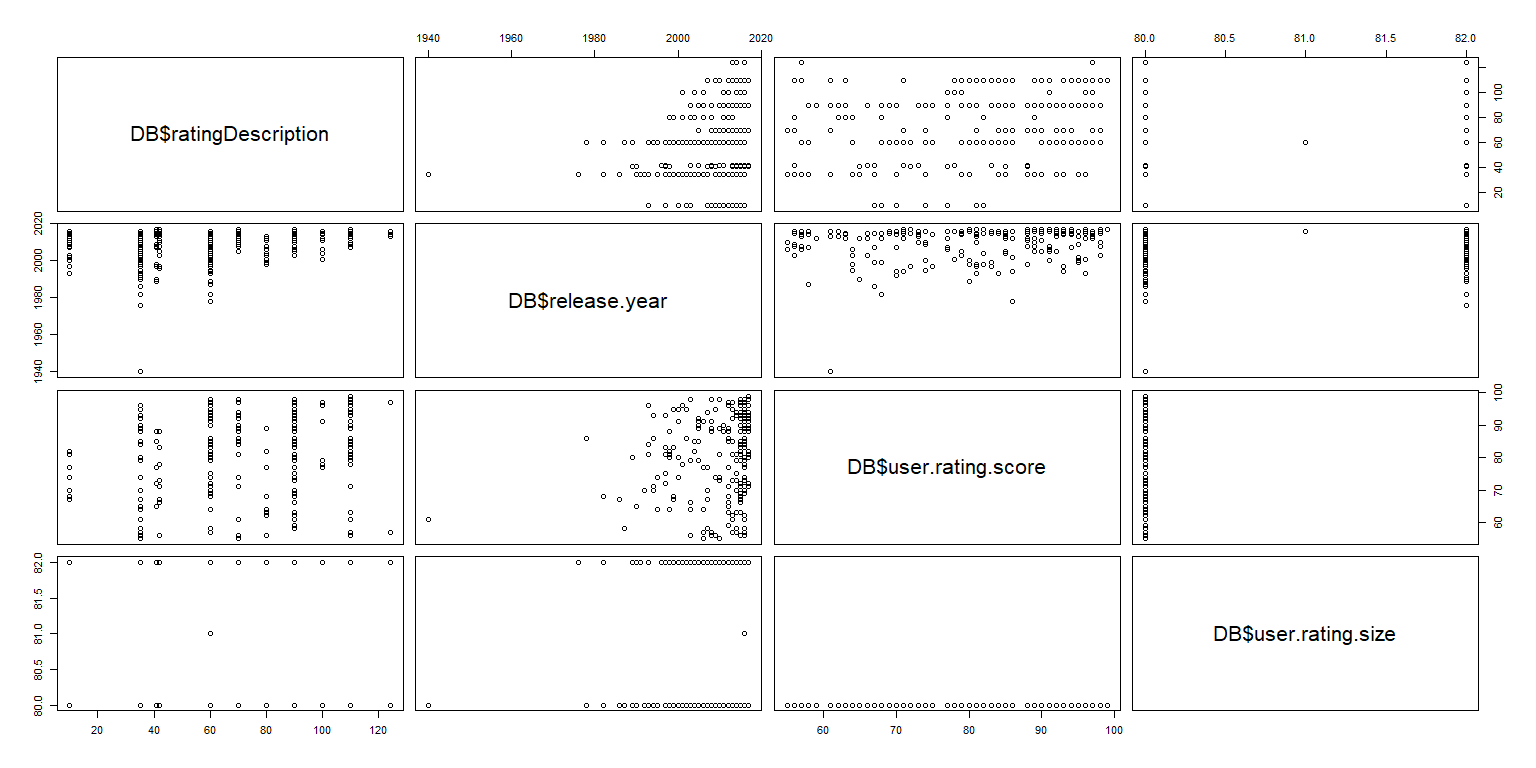 1940 1960 1980 2000 2020 80.0 80.5 81.0 81.5 82.0
DB$ratingDescription
20 40 60 80 100
1940 1960 1980 2000 2020
DB$release.year
DB$user.rating.score
60 70 80 90 100
80.0 80.5 81.0 81.5 82.0
DB$user.rating.size
20 40 60 80 100 120 60 70 80 90 100